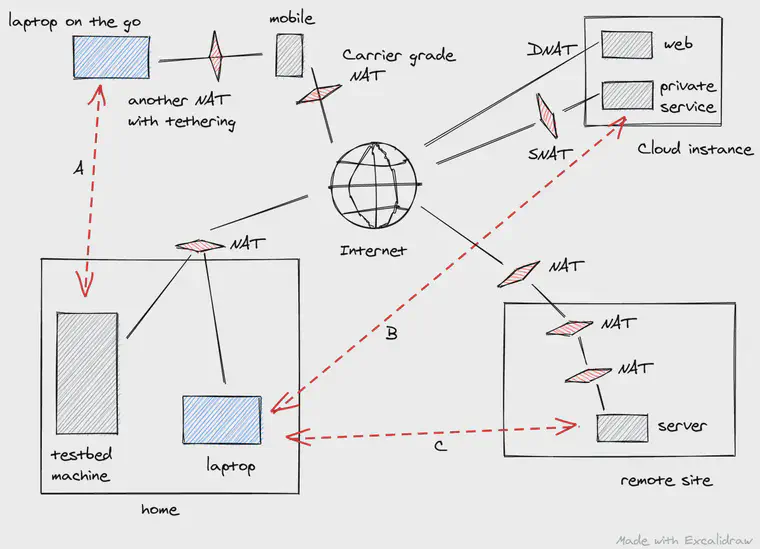 laptop on the go
mobile
another NAT
with tethering
Carrier grade
NAT
DNAT
web
private
service
SNAT
Cloud instance
A
Internet
NAT
NAT
B
NAT
NAT
testbed
machine
laptop
C
server
home
remote site
Made with Excalidraw